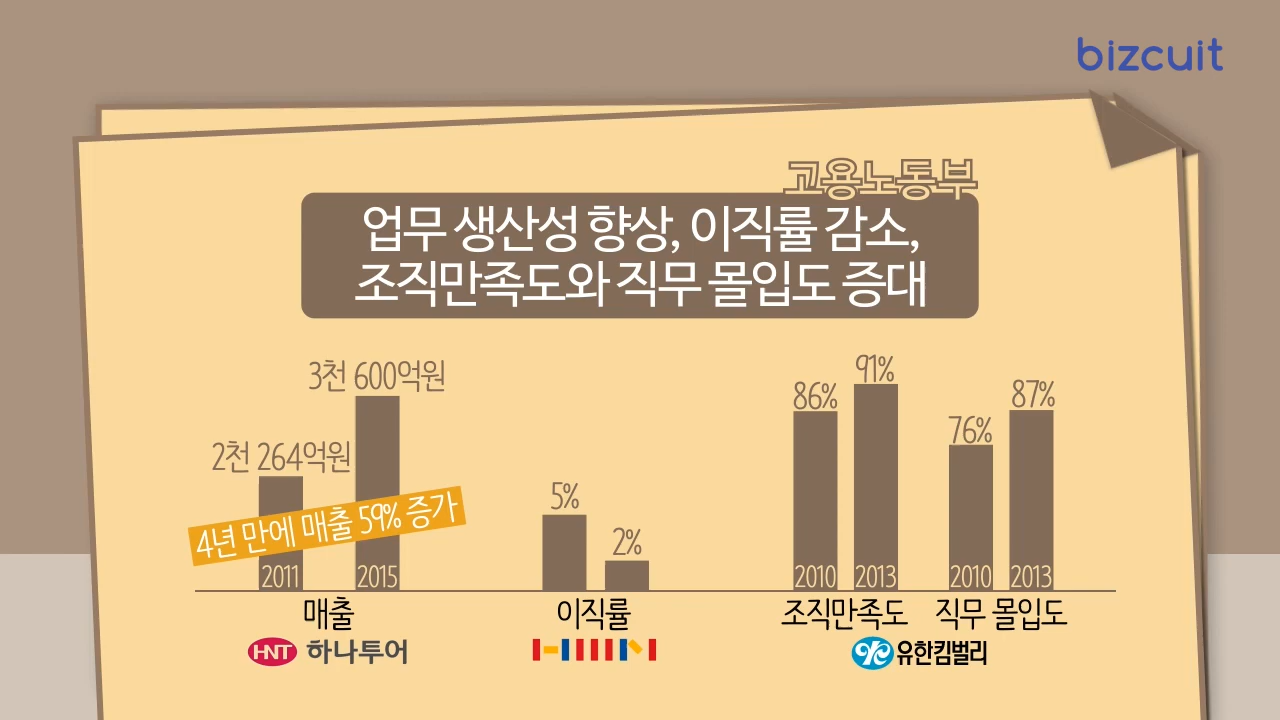 bizcuit
고용노동부
업무 생산성 향상, 이직률 감소,
조직만족도와 직무 몰입도 증대
3천 600억원
2천 264억원
4년 만에 매출 59% 증가
2011 2015
매출
HNT 하나투어
5%
2%
이직률
86% 91%
76% 87%
2010 2013 2010 2013
조직만족도 직무 몰입도
유한킴벌리